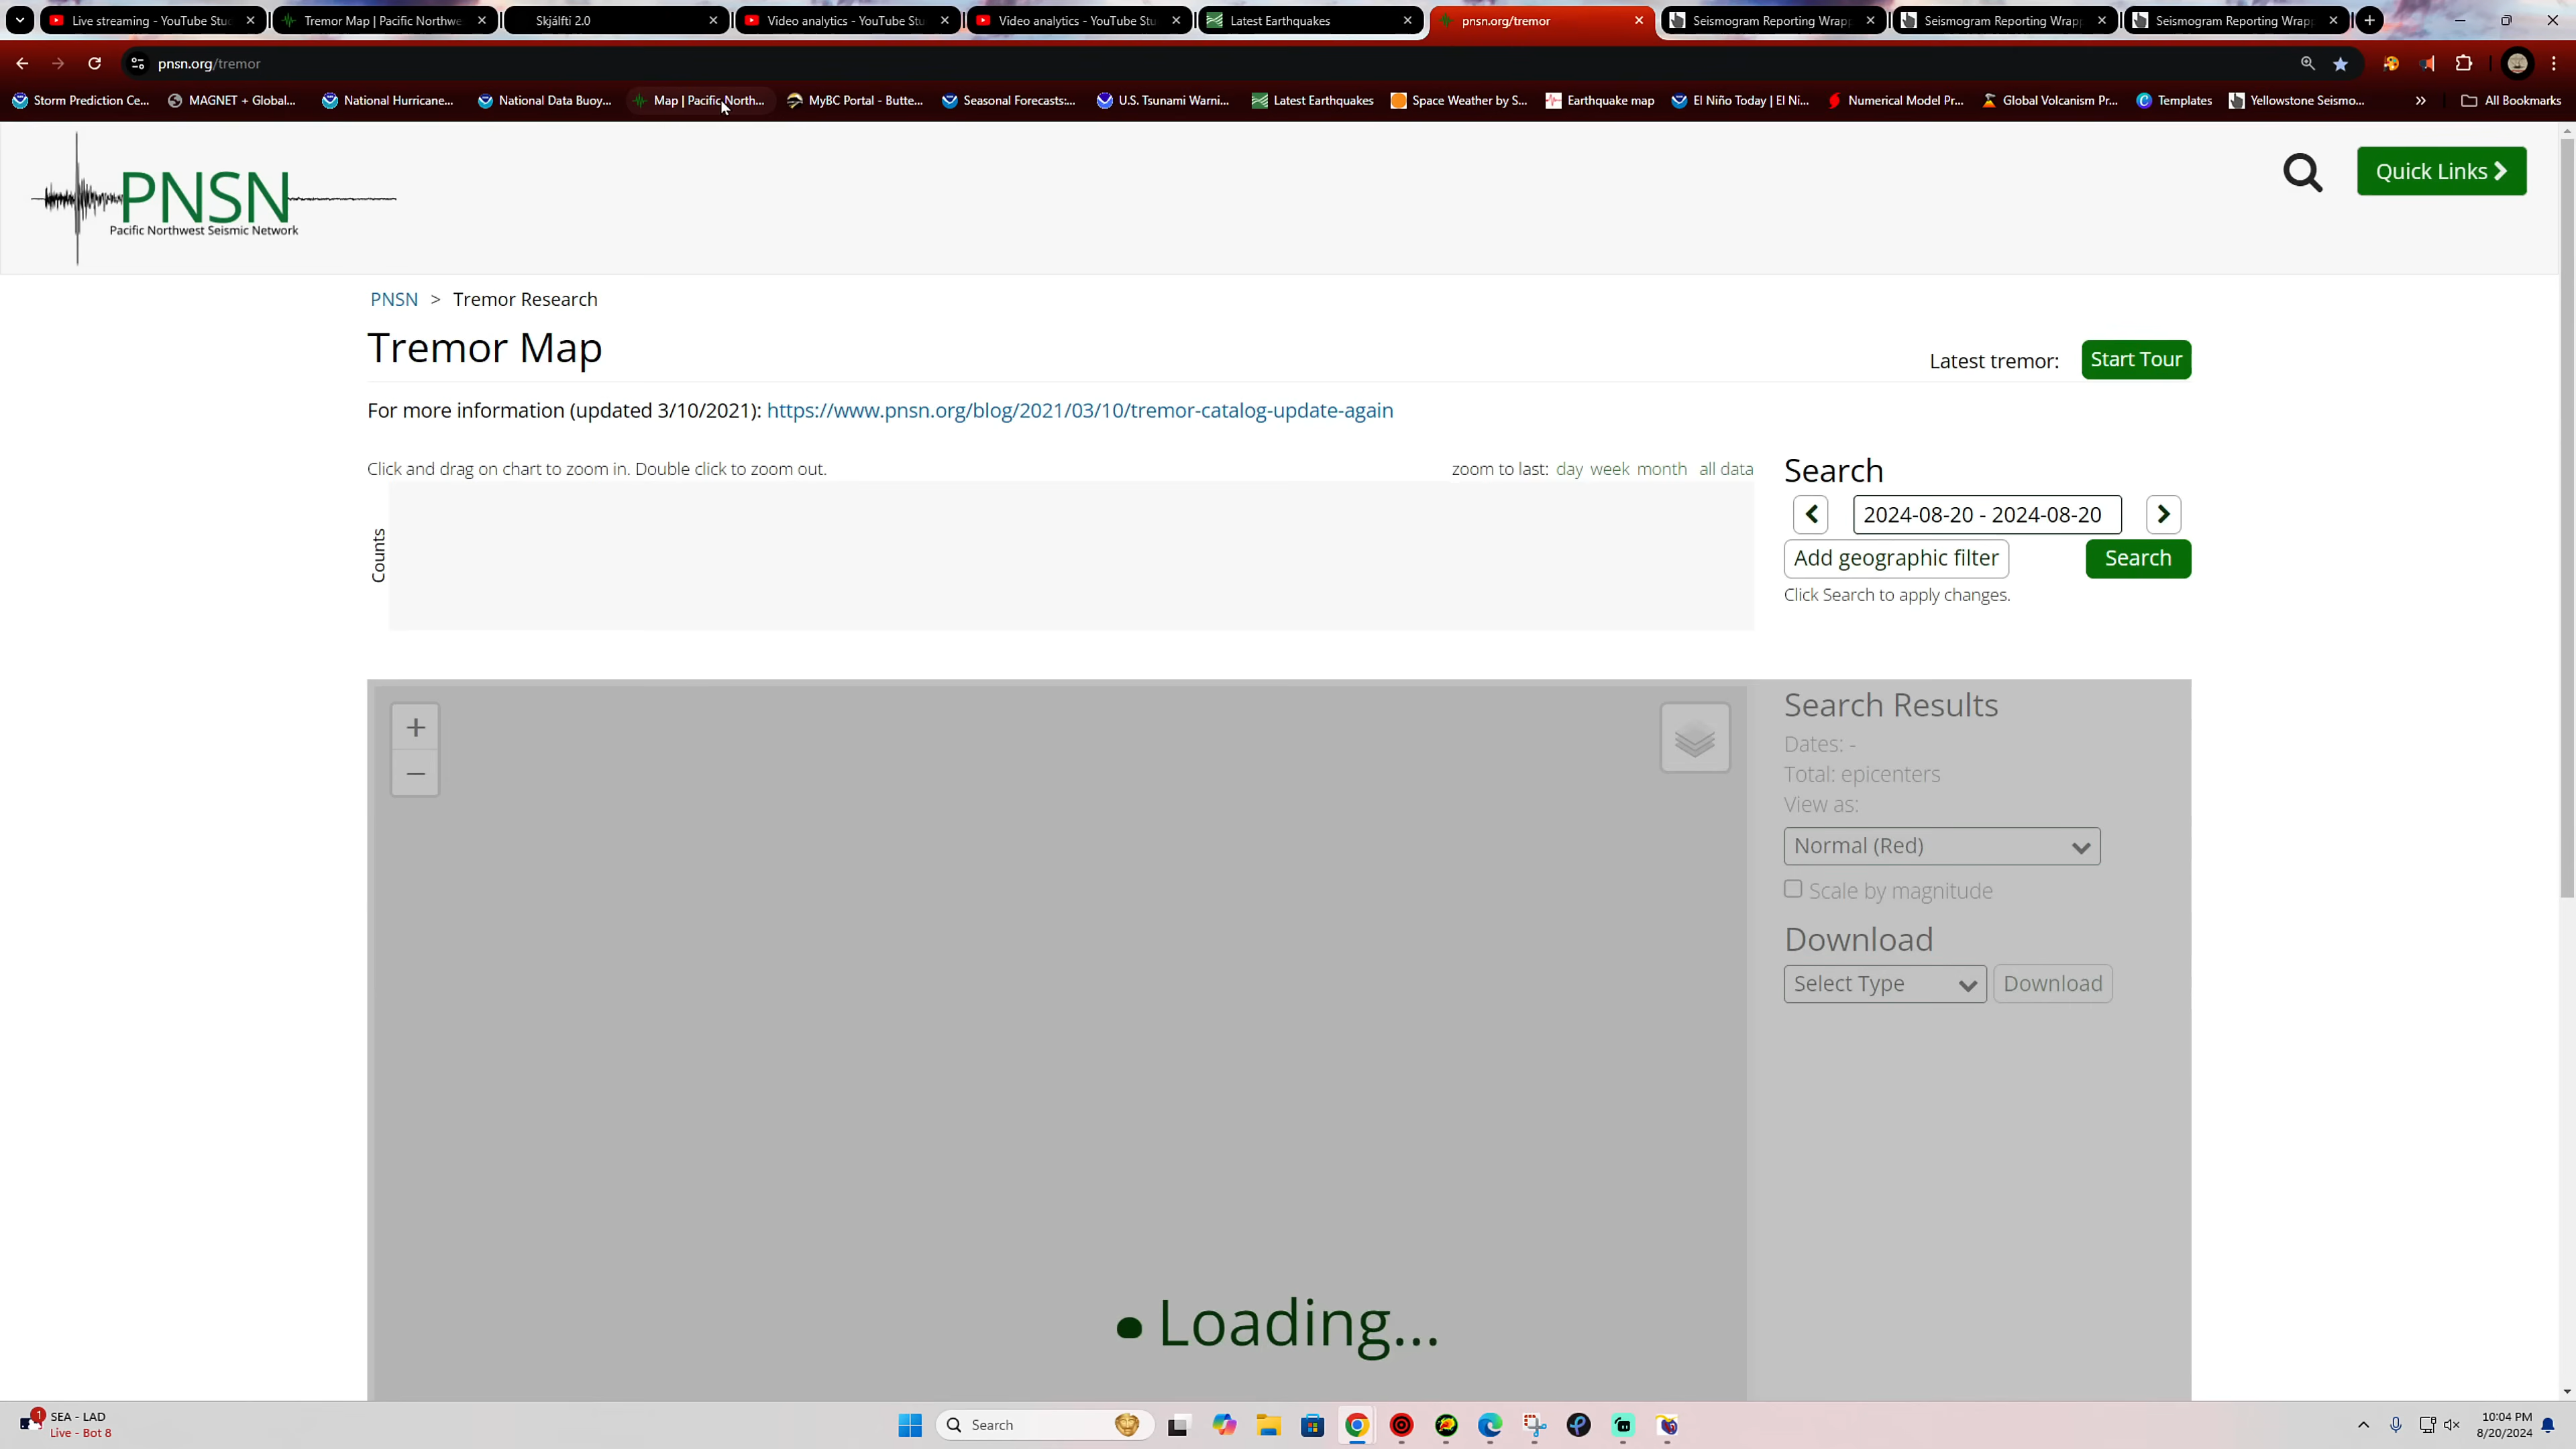 Live streaming - YouTube Stu
Tremor Map | Pacific Northwe
Skjálfti 2.0
Video analytics - YouTube Stu
Video analytics - YouTube Stu
Latest Earthquakes
pnsn.org/tremor
Seismogram Reporting Wrapp
Seismogram Reporting Wrapp
Seismogram Reporting Wrapp
pnsn.org/tremor
Storm Prediction Ce...
MAGNET + Global...
National Hurricane...
National Data Buoy...
Map | Pacific North...
MyBC Portal - Butte...
Seasonal Forecasts:...
U.S. Tsunami Warni...
Latest Earthquakes
Space Weather by S...
Earthquake map
El Niño Today | El Ni...
Numerical Model Pr...
Global Volcanism Pr...
Templates
Yellowstone Seismo...
»
All Bookmarks
PNSN
Pacific Northwest Seismic Network
Quick Links
PNSN > Tremor Research
Tremor Map
Latest tremor:
Start Tour
For more information (updated 3/10/2021): https://www.pnsn.org/blog/2021/03/10/tremor-catalog-update-again
Click and drag on chart to zoom in. Double click to zoom out.
zoom to last: day week month all data
Counts
Search
2024-08-20 - 2024-08-20
Add geographic filter
Search
Click Search to apply changes.
+
−
Search Results
Dates: -
Total: epicenters
View as:
Normal (Red)
Scale by magnitude
Download
Select Type
Download
Loading...
1
SEA - LAD
Live - Bot 8
Search
10:04 PM
8/20/2024